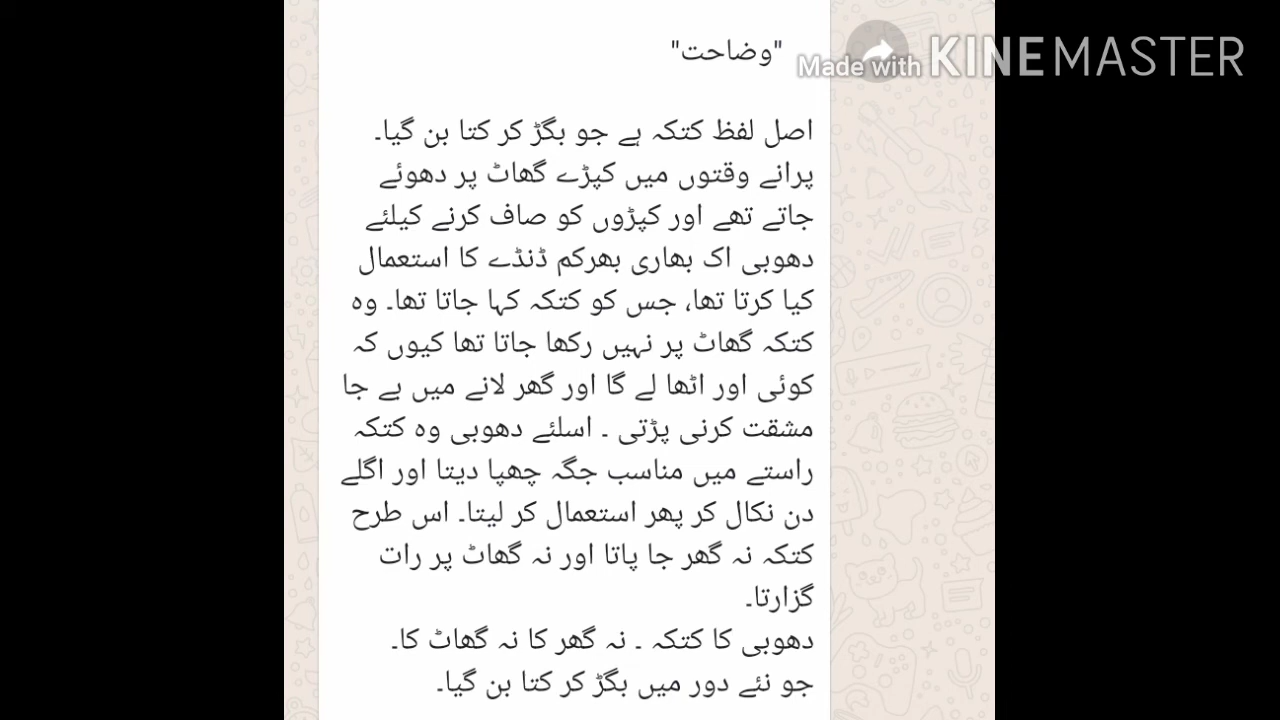 "وضاحت"
Made with KINEMASTER
اصل لفظ کتکہ ہے جو بگڑ کر کتا بن گیا۔
پرانے وقتوں میں کپڑے گھاٹ پر دھوئے
جاتے تھے اور کپڑوں کو صاف کرنے کیلئے
دھوبی اک بھاری بھرکم ڈنڈے کا استعمال
کیا کرتا تھا، جس کو کتکہ کہا جاتا تھا۔ وہ
کتکہ گھاٹ پر نہیں رکھا جاتا تھا کیوں کہ
کوئی اور اٹھا لے گا اور گھر لانے میں بے جا
مشقت کرنی پڑتی ۔ اسلئے دھوبی وہ کتکہ
راستے میں مناسب جگہ چھپا دیتا اور اگلے
دن نکال کر پھر استعمال کر لیتا۔ اس طرح
کتکہ نہ گھر جا پاتا اور نہ گھاٹ پر رات
گزارتا۔
دھوبی کا کتکہ ۔ نہ گھر کا نہ گھاٹ کا۔
جو نئے دور میں بگڑ کر کتا بن گیا۔